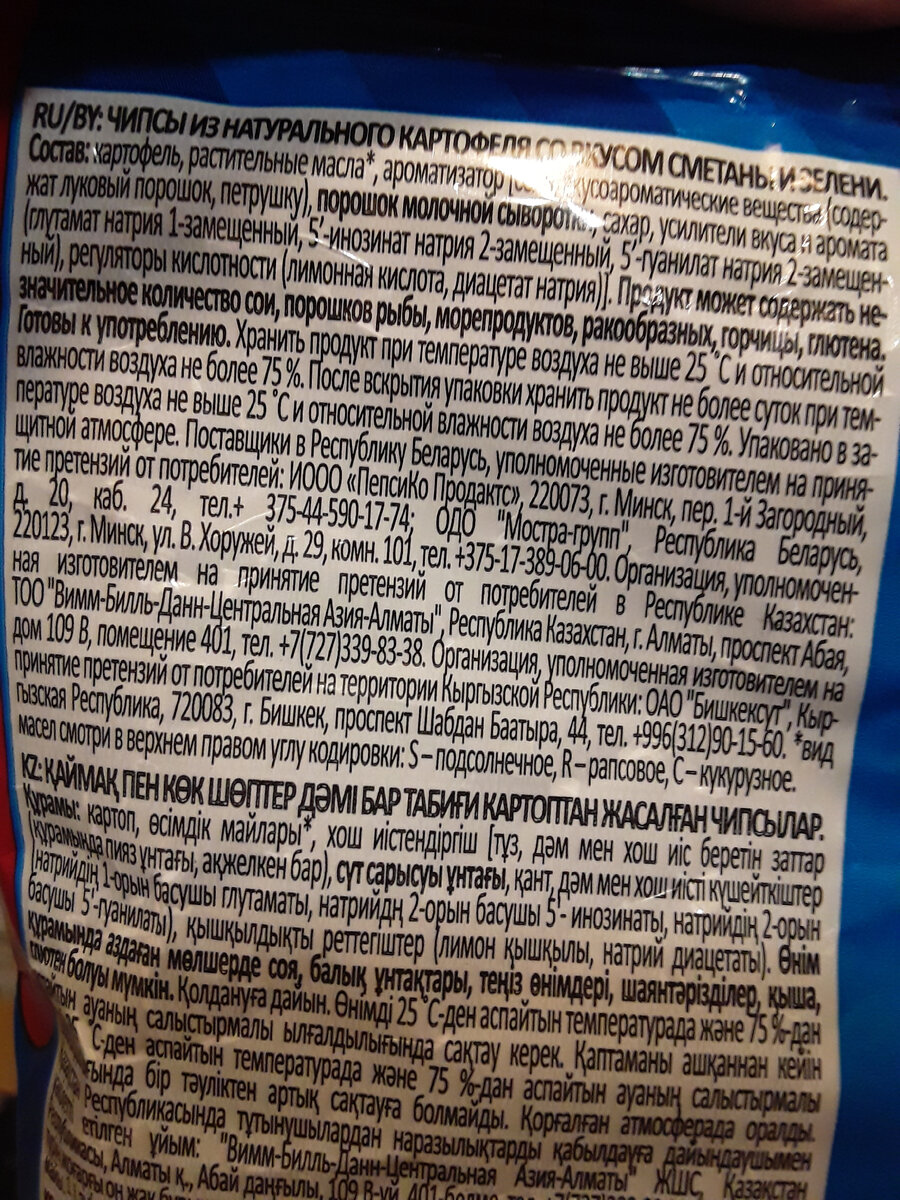 RU/BY: ЧИПСЫ ИЗ НАТУРАЛЬНОГО КАРТОФЕЛЯ СО ВКУСОМ СМЕТАНЫ И ЗЕЛЕНИ.
Состав: картофель, растительные масла*, ароматизатор вкусоароматические вещества (содер-
жат луковый порошок, петрушку), порошок молочной сыворотки, сахар, усилители вкуса и аромата
(глутамат натрия 1-замещенный, 5'-инозинат натрия 2-замещенный, 5'-гуанилат натрия 2-замещен-
ный), регуляторы кислотности (лимонная кислота, диацетат натрия)]. Продукт может содержать не-
значительное количество сои, порошков рыбы, морепродуктов, ракообразных, горчицы, глютена.
Готовы к употреблению. Хранить продукт при температуре воздуха не выше 25 °С и относительной
влажности воздуха не более 75 %. После вскрытия упаковки хранить продукт не более суток при тем-
пературе воздуха не выше 25 °С и относительной влажности воздуха не более 75 %. Упаковано в за-
щитной атмосфере. Поставщики в Республику Беларусь, уполномоченные изготовителем на приня-
тие претензий от потребителей: ИООО «ПепсиКо Продактс», 220073, г. Минск, пер. 1-й Загородный,
д. 20, каб. 24, тел.+ 375-44-590-17-74; ОДО "Мостра-групп", Республика Беларусь,
220123, г. Минск, ул. В. Хоружей, д. 29, комн. 101, тел. +375-17-389-06-00. Организация, уполномочен-
ная изготовителем на принятие претензий от потребителей в Республике Казахстан:
ТОО "Вимм-Билль-Данн-Центральная Азия-Алматы", Республика Казахстан, г. Алматы, проспект Абая,
дом 109 В, помещение 401, тел. +7(727)339-83-38. Организация, уполномоченная изготовителем на
принятие претензий от потребителей на территории Кыргызской Республики: ОАО "Бишкексут", Кыр-
гызская Республика, 720083, г. Бишкек, проспект Шабдан Баатыра, 44, тел. +996(312)90-15-60. *вид
масел смотри в верхнем правом углу кодировки: S – подсолнечное, R – рапсовое, С – кукурузное.
KZ: ҚАЙМАҚ ПЕН КӨК ШӨПТЕР ДӘМІ БАР ТАБИҒИ КАРТОПТАН ЖАСАЛҒАН ЧИПСЫЛАР.
Құрамы: картоп, өсімдік майлары*, хош иістендіргіш [тұз, дәм мен хош иіс беретін заттар
(құрамында пияз ұнтағы, ақжелкен бар), сүт сарысуы ұнтағы, қант, дәм мен хош иісті күшейткіштер
(натрийдің 1-орын басушы глутаматы, натрийдң 2-орын басушы 5'- инозинаты, натрийдің 2-орын
басушы 5'-гуанилаты), қышқылдықты реттегіштер (лимон қышқылы, натрий диацетаты). Өнім
құрамында аздаған мөлшерде соя, балық ұнтақтары, теңіз өнімдері, шаянтәрізділер, қыша,
глютен болуы мүмкін. Қолдануға дайын. Өнімді 25 °С-ден аспайтын температурада және 75 %-дан
аспайтын ауаның салыстырмалы ылғалдылығында сақтау керек. Қаптаманы ашқаннан кейін
°С-ден аспайтын температурада және 75 %-дан аспайтын ауаның салыстырмалы
бір тәуліктен артық сақтауға болмайды. Қорғалған атмосферада оралды.
Республикасында тұтынушылардан наразылықтарды қабылдауға дайындаушымен
етілген ұйым: "Вимм-Билль-Данн-Центральная Азия-Алматы" ЖШС, Қазақстан
Алматы қ., Абай даңғылы, 109 В-үй, 401-бөлме